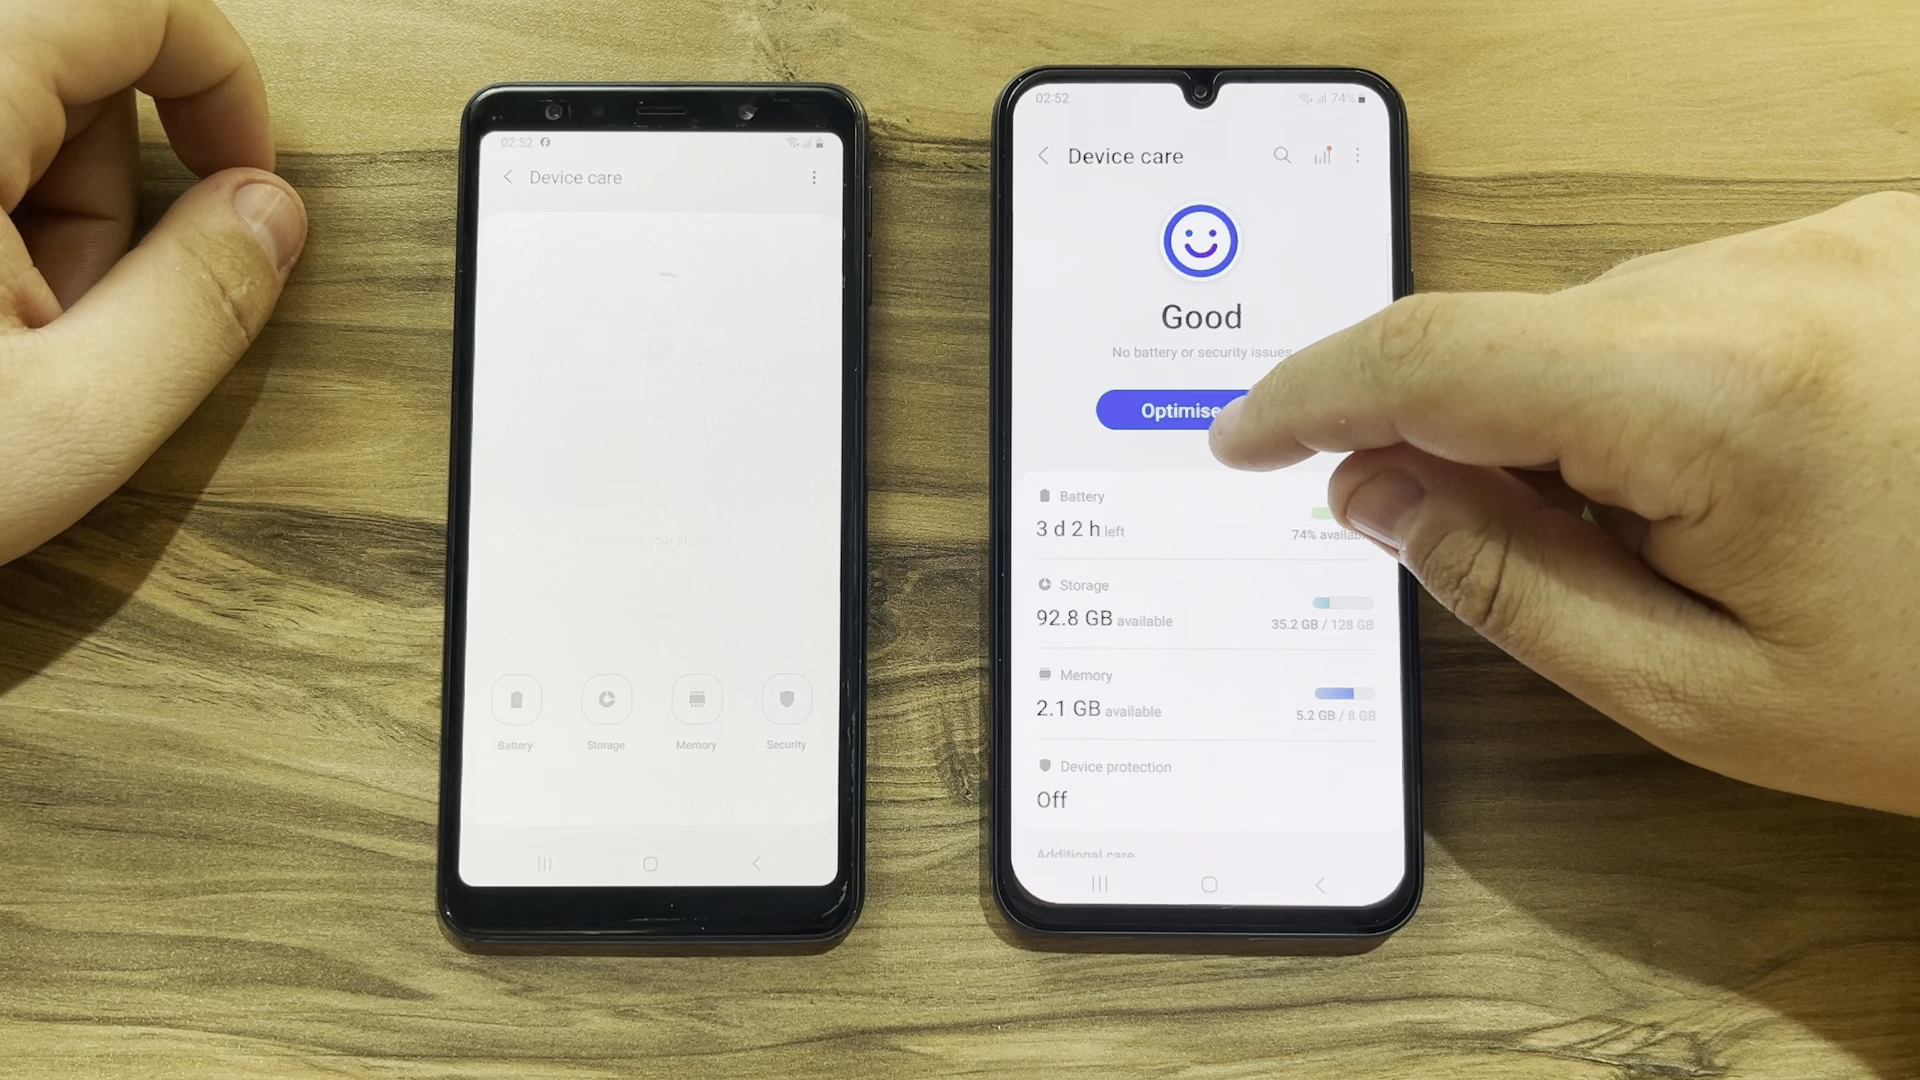 02:52
Device care
Battery
Storage
Memory
Security
02:52
74%
Device care
Good
No battery or security issues
Optimise
Battery
3 d 2 h left
74%
Storage
92.8 GB available
35.2 GB / 128 GB
Memory
2.1 GB available
5.2 GB / 8 GB
Device protection
Off
Additional care